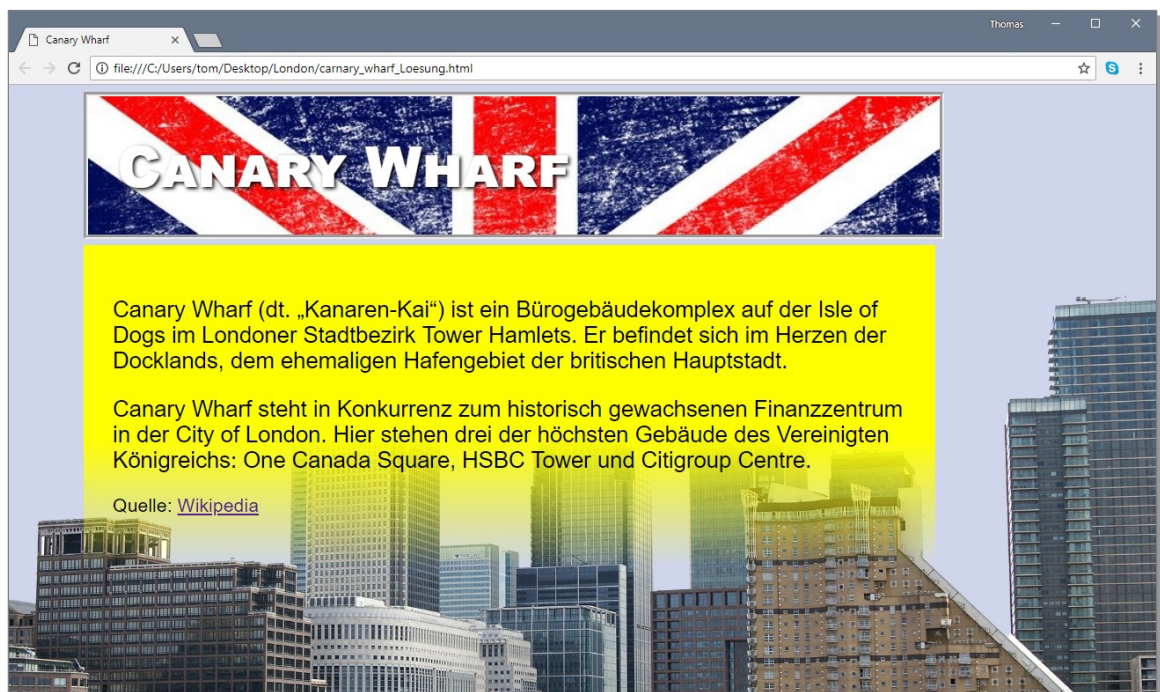 Thomas
Canary Wharf
file:///C:/Users/tom/Desktop/London/carnary_wharf_Loesung.html
CANARY WHARF
Canary Wharf (dt. „Kanaren-Kai“) ist ein Bürogebäudekomplex auf der Isle of
Dogs im Londoner Stadtbezirk Tower Hamlets. Er befindet sich im Herzen der
Docklands, dem ehemaligen Hafengebiet der britischen Hauptstadt.
Canary Wharf steht in Konkurrenz zum historisch gewachsenen Finanzzentrum
in der City of London. Hier stehen drei der höchsten Gebäude des Vereinigten
Königreichs: One Canada Square, HSBC Tower und Citigroup Centre.
Quelle: Wikipedia